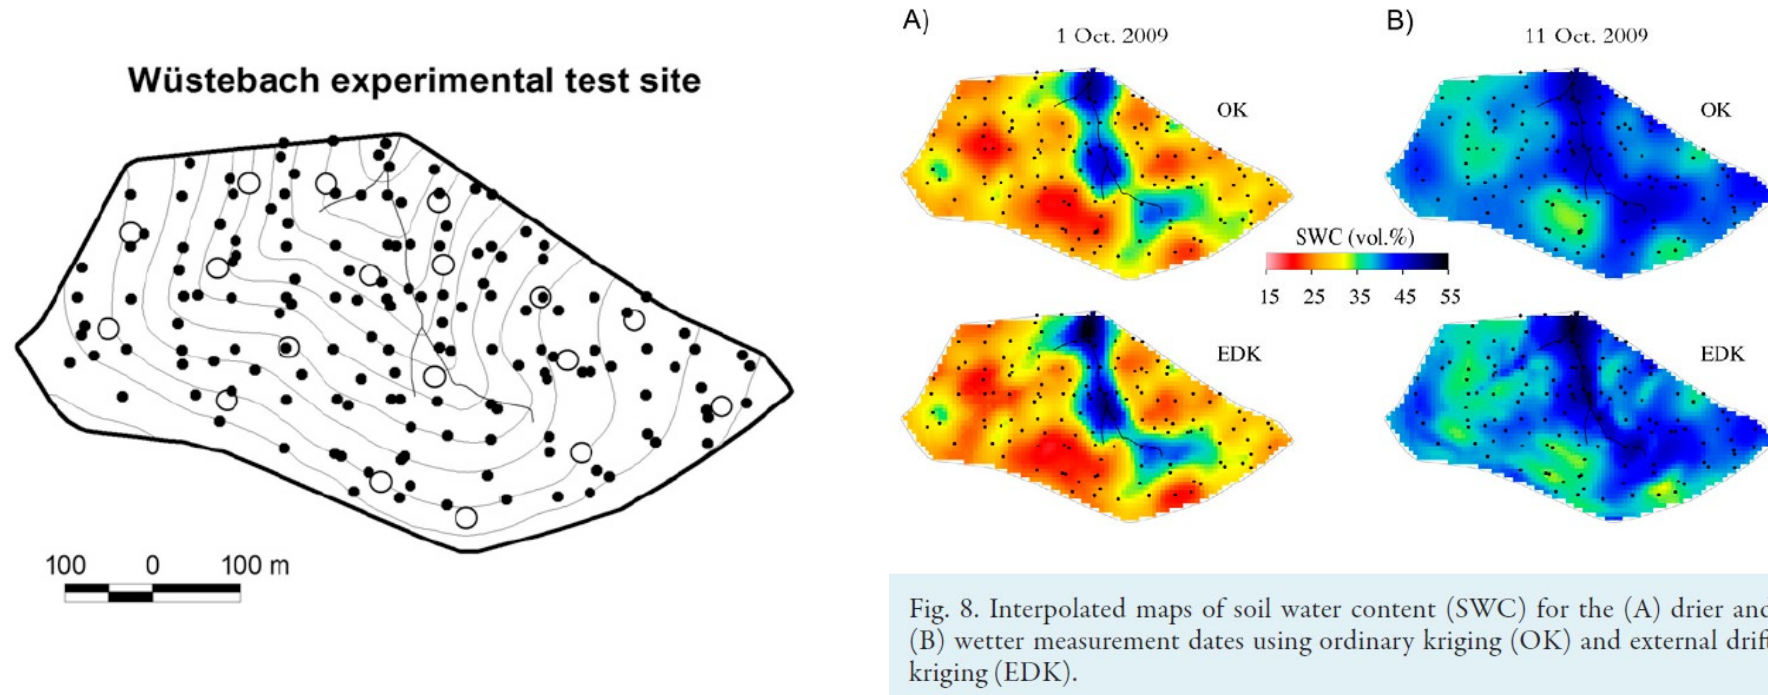 Wüstebach experimental test site
100 0 100 m
A)
1 Oct. 2009
B)
11 Oct. 2009
OK
OK
SWC (vol.%)
15 25 35 45 55
EDK
EDK
Fig. 8. Interpolated maps of soil water content (SWC) for the (A) drier and
(B) wetter measurement dates using ordinary kriging (OK) and external drift
kriging (EDK).